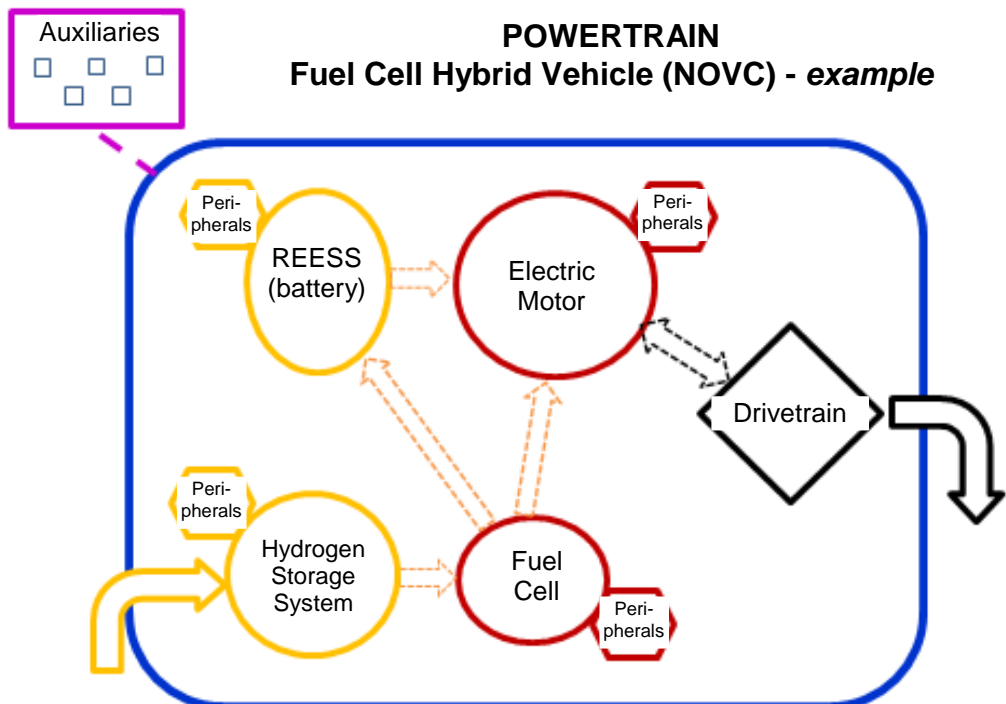 Auxiliaries
POWERTRAIN
Fuel Cell Hybrid Vehicle (NOVC) - example
Peri-
pherals
REESS
(battery)
Electric
Motor
Peri-
pherals
Drivetrain
Peri-
pherals
Hydrogen
Storage
System
Fuel
Cell
Peri-
pherals